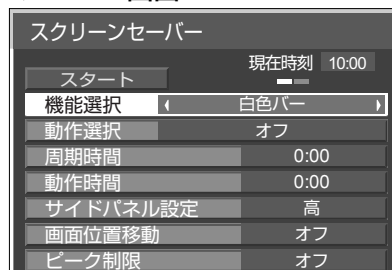 スクリーンセーバー
現在時刻 10:00
スタート
機能選択 白色バー
動作選択 オフ
周期時間 0:00
動作時間 0:00
サイドパネル設定 高
画面位置移動 オフ
ピーク制限 オフ